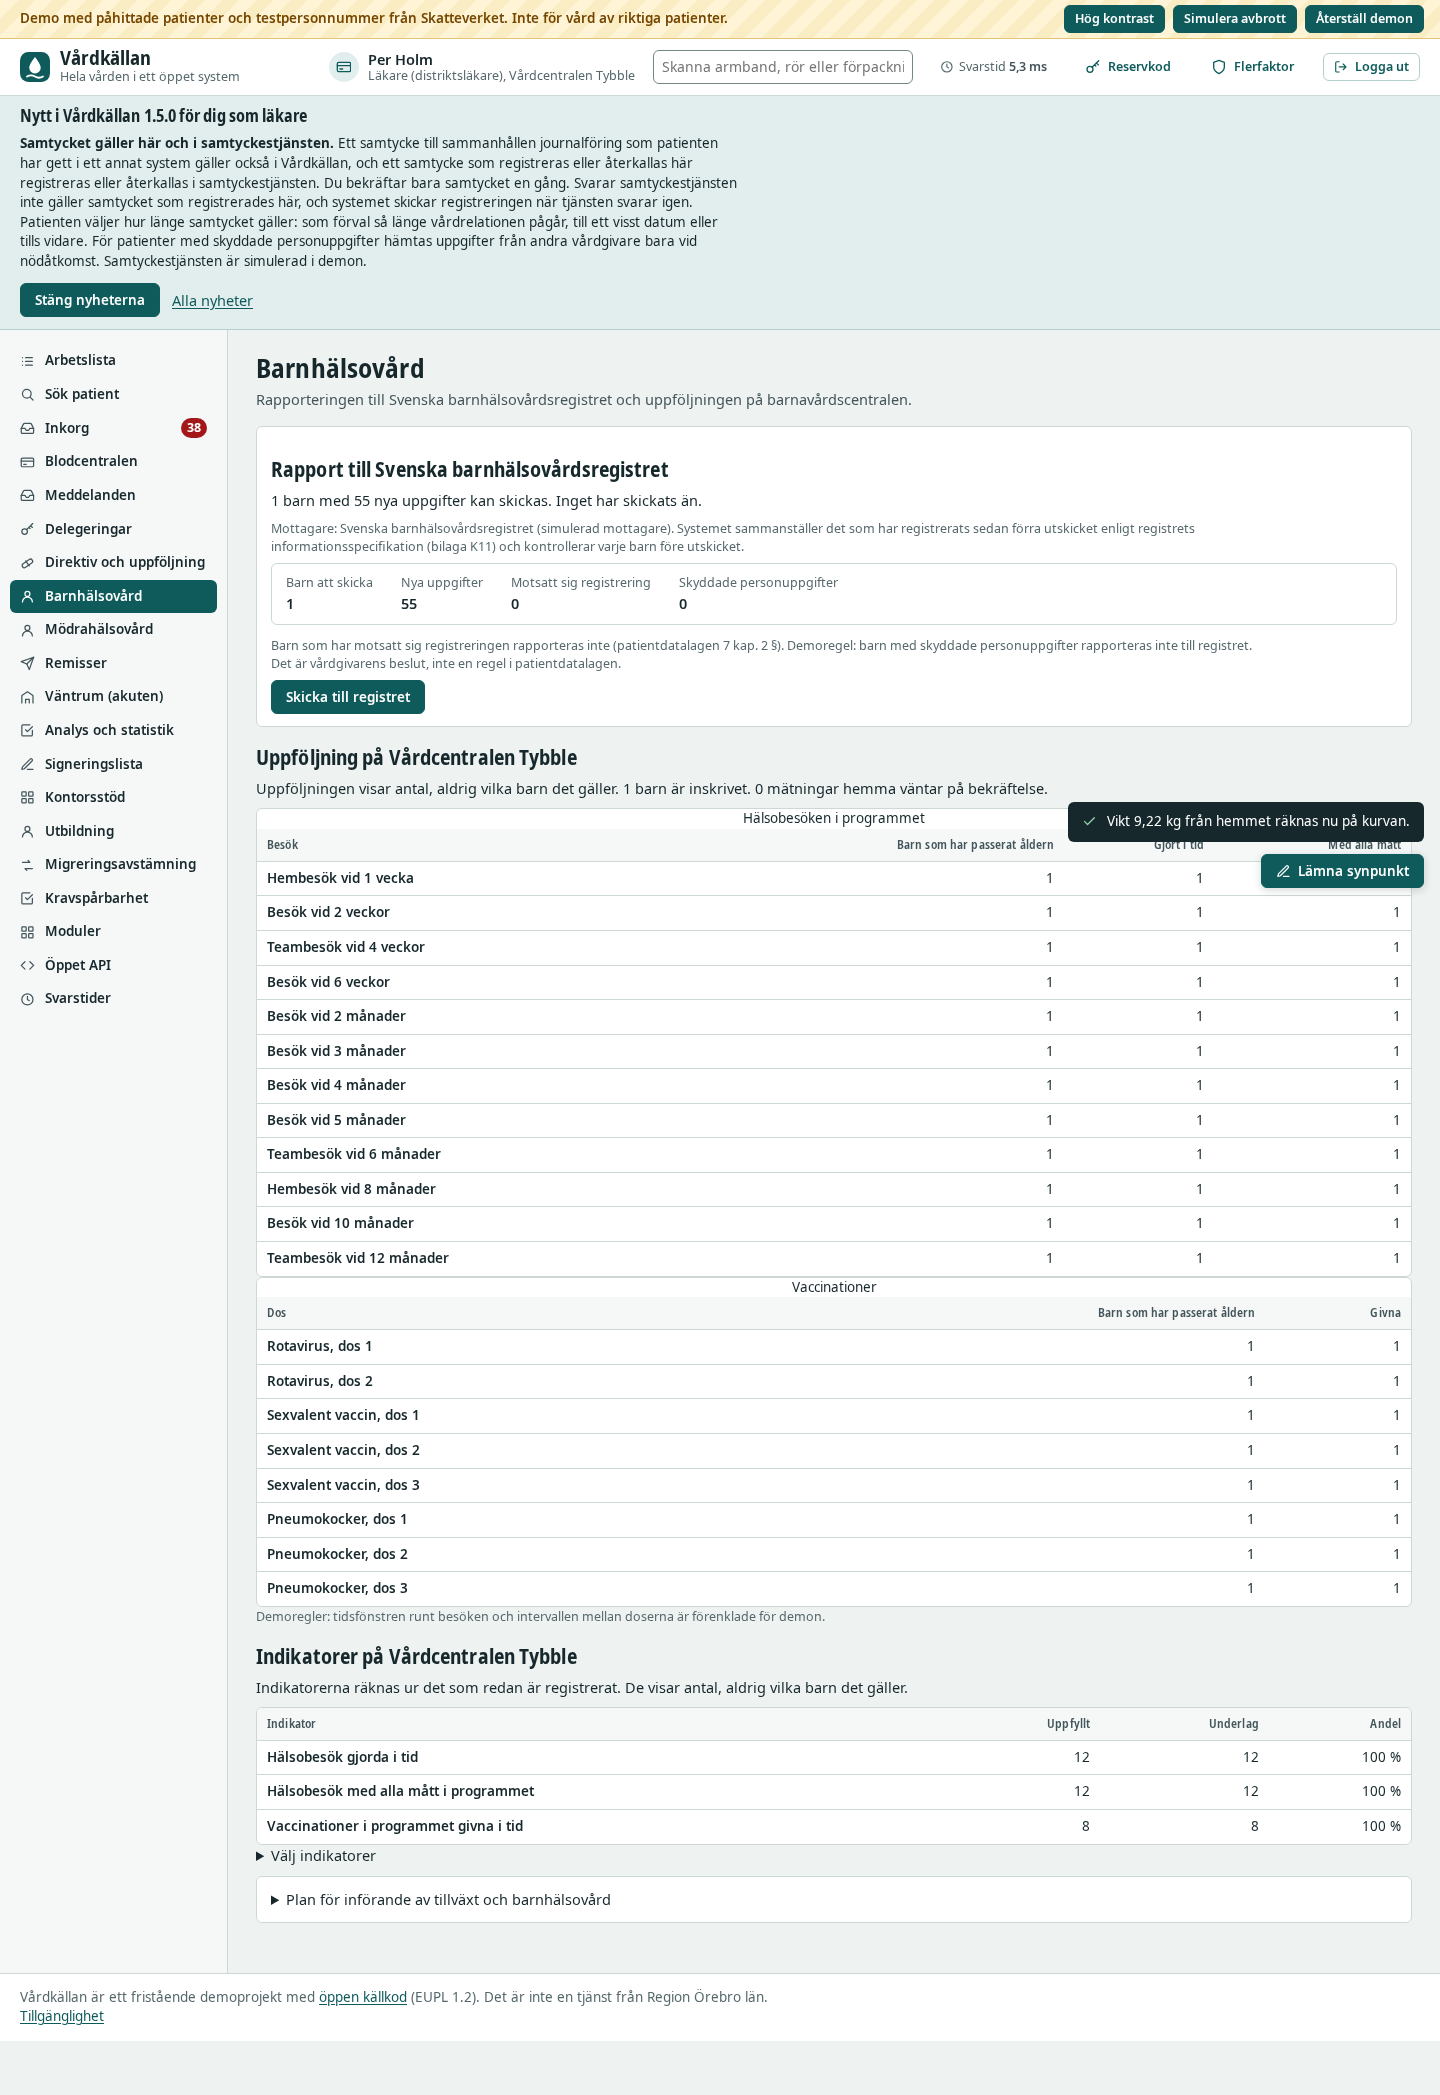 Demo med påhittade patienter och testpersonnummer från Skatteverket. Inte för vård av riktiga patienter.
Hög kontrast
Simulera avbrott
Återställ demon
Vårdkällan
Hela vården i ett öppet system
Per Holm
Läkare (distriktsläkare), Vårdcentralen Tybble
Skanna armband, rör eller förpackni
Svarstid 5,3 ms
Reservkod
Flerfaktor
Logga ut
Nytt i Vårdkällan 1.5.0 för dig som läkare
Samtycket gäller här och i samtyckestjänsten. Ett samtycke till sammanhållen journalföring som patienten
har gett i ett annat system gäller också i Vårdkällan, och ett samtycke som registreras eller återkallas här
registreras eller återkallas i samtyckestjänsten. Du bekräftar bara samtycket en gång. Svarar samtyckestjänsten
inte gäller samtycket som registrerades här, och systemet skickar registreringen när tjänsten svarar igen.
Patienten väljer hur länge samtycket gäller: som förval så länge vårdrelationen pågår, till ett visst datum eller
tills vidare. För patienter med skyddade personuppgifter hämtas uppgifter från andra vårdgivare bara vid
nödåtkomst. Samtyckestjänsten är simulerad i demon.
Stäng nyheterna
Alla nyheter
Arbetslista
Sök patient
Inkorg 38
Blodcentralen
Meddelanden
Delegeringar
Direktiv och uppföljning
Barnhälsovård
Mödrahälsovård
Remisser
Väntrum (akuten)
Analys och statistik
Signeringslista
Kontorsstöd
Utbildning
Migreringsavstämning
Kravspårbarhet
Moduler
Öppet API
Svarstider
Barnhälsovård
Rapporteringen till Svenska barnhälsovårdsregistret och uppföljningen på barnavårdscentralen.
Rapport till Svenska barnhälsovårdsregistret
1 barn med 55 nya uppgifter kan skickas. Inget har skickats än.
Mottagare: Svenska barnhälsovårdsregistret (simulerad mottagare). Systemet sammanställer det som har registrerats sedan förra utskicket enligt registrets
informationsspecifikation (bilaga K11) och kontrollerar varje barn före utskicket.
Barn att skicka Nya uppgifter Motsatt sig registrering Skyddade personuppgifter
1 55 0 0
Barn som har motsatt sig registreringen rapporteras inte (patientdatalagen 7 kap. 2 §). Demoregel: barn med skyddade personuppgifter rapporteras inte till registret.
Det är vårdgivarens beslut, inte en regel i patientdatalagen.
Skicka till registret
Uppföljning på Vårdcentralen Tybble
Uppföljningen visar antal, aldrig vilka barn det gäller. 1 barn är inskrivet. 0 mätningar hemma väntar på bekräftelse.
Hälsobesöken i programmet
Vikt 9,22 kg från hemmet räknas nu på kurvan.
Besök Barn som har passerat åldern Gjort i tid Med alla mått
Lämna synpunkt
Hembesök vid 1 vecka 1 1
Besök vid 2 veckor 1 1 1
Teambesök vid 4 veckor 1 1 1
Besök vid 6 veckor 1 1 1
Besök vid 2 månader 1 1 1
Besök vid 3 månader 1 1 1
Besök vid 4 månader 1 1 1
Besök vid 5 månader 1 1 1
Teambesök vid 6 månader 1 1 1
Hembesök vid 8 månader 1 1 1
Besök vid 10 månader 1 1 1
Teambesök vid 12 månader 1 1 1
Vaccinationer
Dos Barn som har passerat åldern Givna
Rotavirus, dos 1 1 1
Rotavirus, dos 2 1 1
Sexvalent vaccin, dos 1 1 1
Sexvalent vaccin, dos 2 1 1
Sexvalent vaccin, dos 3 1 1
Pneumokocker, dos 1 1 1
Pneumokocker, dos 2 1 1
Pneumokocker, dos 3 1 1
Demoregler: tidsfönstren runt besöken och intervallen mellan doserna är förenklade för demon.
Indikatorer på Vårdcentralen Tybble
Indikatorerna räknas ur det som redan är registrerat. De visar antal, aldrig vilka barn det gäller.
Indikator Uppfyllt Underlag Andel
Hälsobesök gjorda i tid 12 12 100 %
Hälsobesök med alla mått i programmet 12 12 100 %
Vaccinationer i programmet givna i tid 8 8 100 %
Välj indikatorer
Plan för införande av tillväxt och barnhälsovård
Vårdkällan är ett fristående demoprojekt med öppen källkod (EUPL 1.2). Det är inte en tjänst från Region Örebro län.
Tillgänglighet